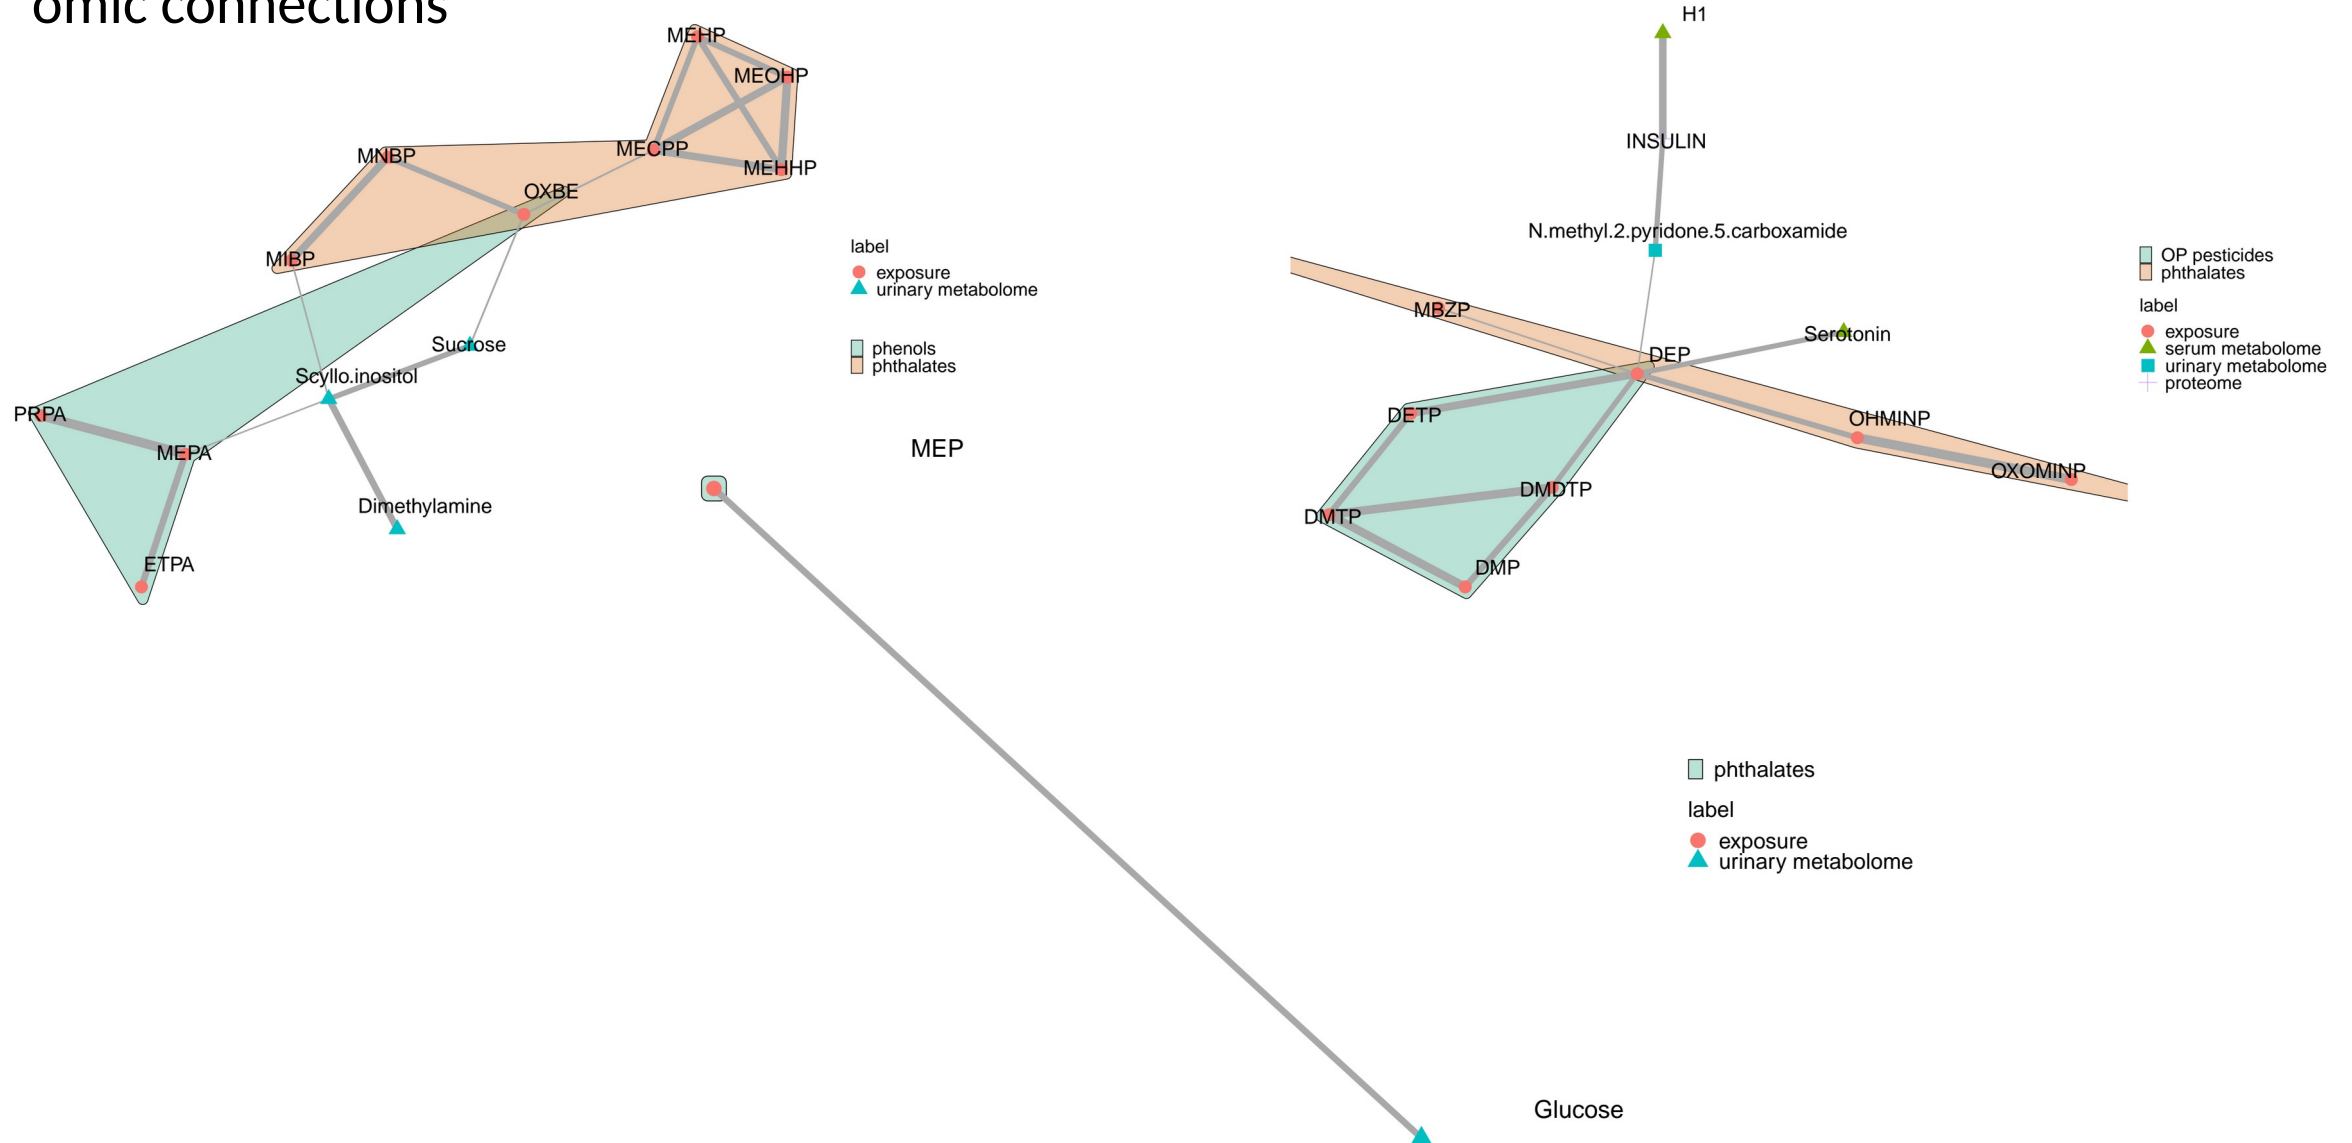 omic connections
MEHP
MEOHP
MECPP
MEHHP
MNBP
OXBE
MIBP
Sucrose
Scyllo.inositol
PRPA
MEPA
Dimethylamine
ETPA
label
exposure
urinary metabolome
phenols
phthalates
H1
INSULIN
N.methyl.2.pyridone.5.carboxamide
MBZP
Serotonin
DEP
DETP
OHMINP
OXOMINP
DMDTP
DMTP
DMP
OP pesticides
phthalates
label
exposure
serum metabolome
urinary metabolome
proteome
MEP
Glucose
phthalates
label
exposure
urinary metabolome